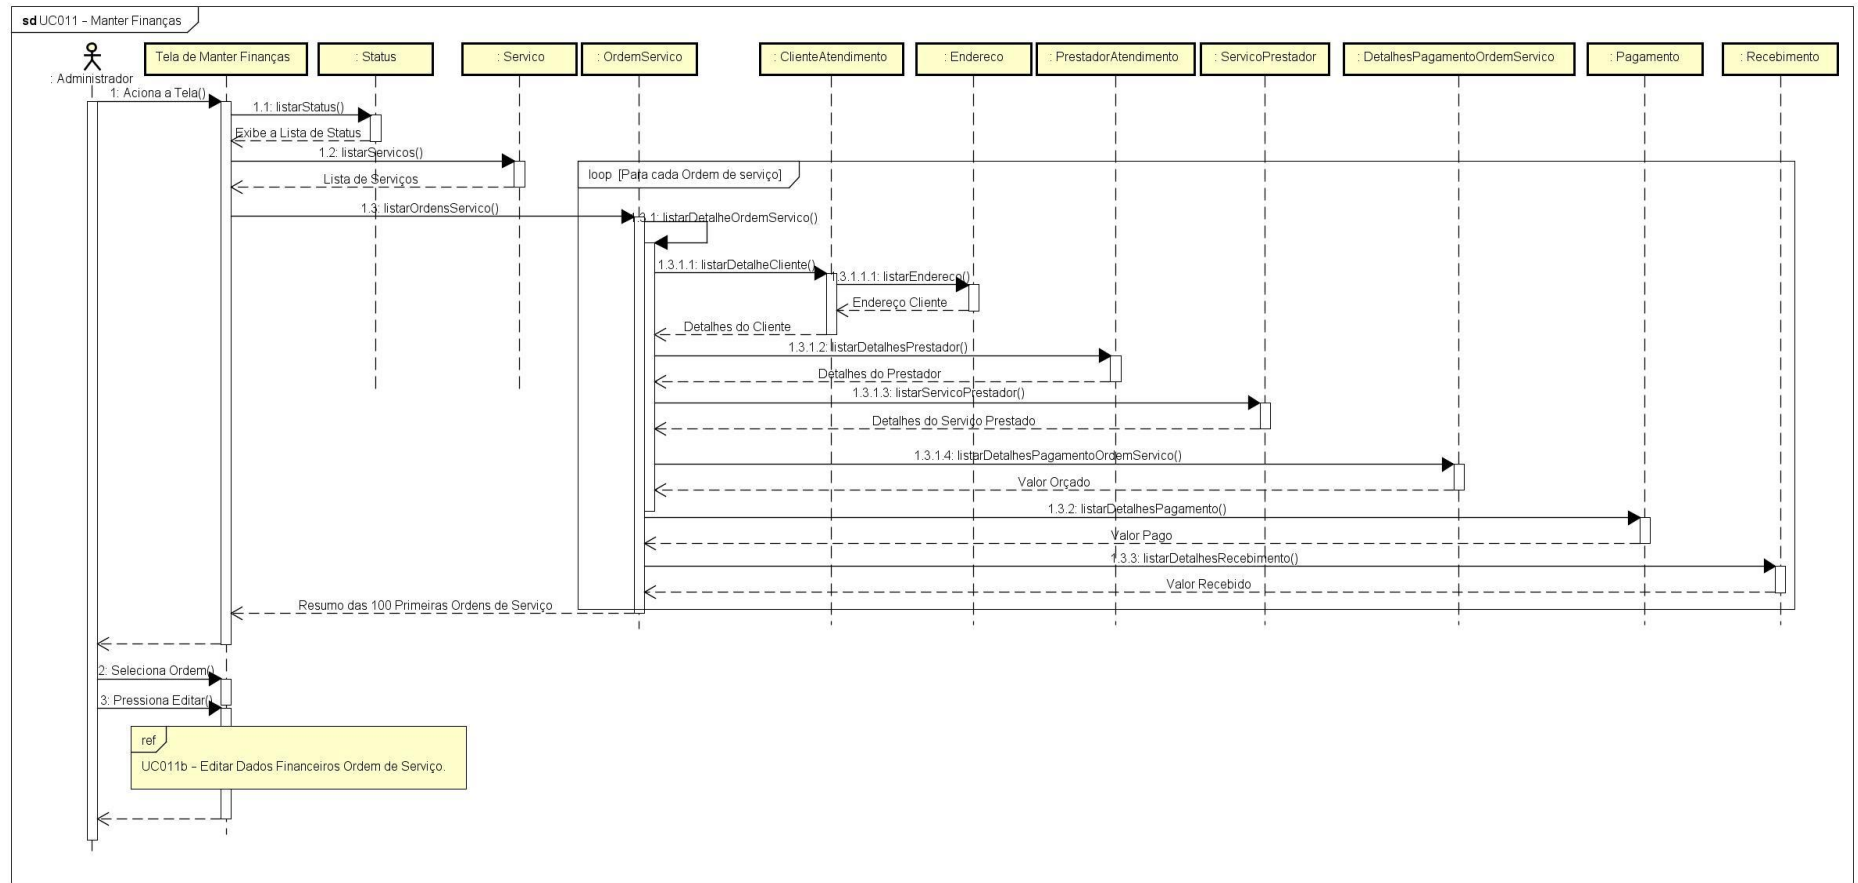 sd UC011 – Manter Finanças
: Administrador
Tela de Manter Finanças
: Status
: Servico
: OrdemServico
: ClienteAtendimento
: Endereco
: PrestadorAtendimento
: ServicoPrestador
: DetalhesPagamentoOrdemServico
: Pagamento
: Recebimento
1: Aciona a Tela()
1.1: listarStatus()
Exibe a Lista de Status
1.2: listarServicos()
Lista de Serviços
loop [Para cada Ordem de serviço]
1.3: listarOrdensServico()
1.3.1: listarDetalheOrdemServico()
1.3.1.1: listarDetalheCliente()
1.3.1.1.1: listarEndereco()
Endereço Cliente
Detalhes do Cliente
1.3.1.2: listarDetalhesPrestador()
Detalhes do Prestador
1.3.1.3: listarServicoPrestador()
Detalhes do Serviço Prestado
1.3.1.4: listarDetalhesPagamentoOrdemServico()
Valor Orçado
1.3.2: listarDetalhesPagamento()
Valor Pago
1.3.3: listarDetalhesRecebimento()
Valor Recebido
Resumo das 100 Primeiras Ordens de Serviço
2: Seleciona Ordem()
3: Pressiona Editar()
ref
UC011b – Editar Dados Financeiros Ordem de Serviço.